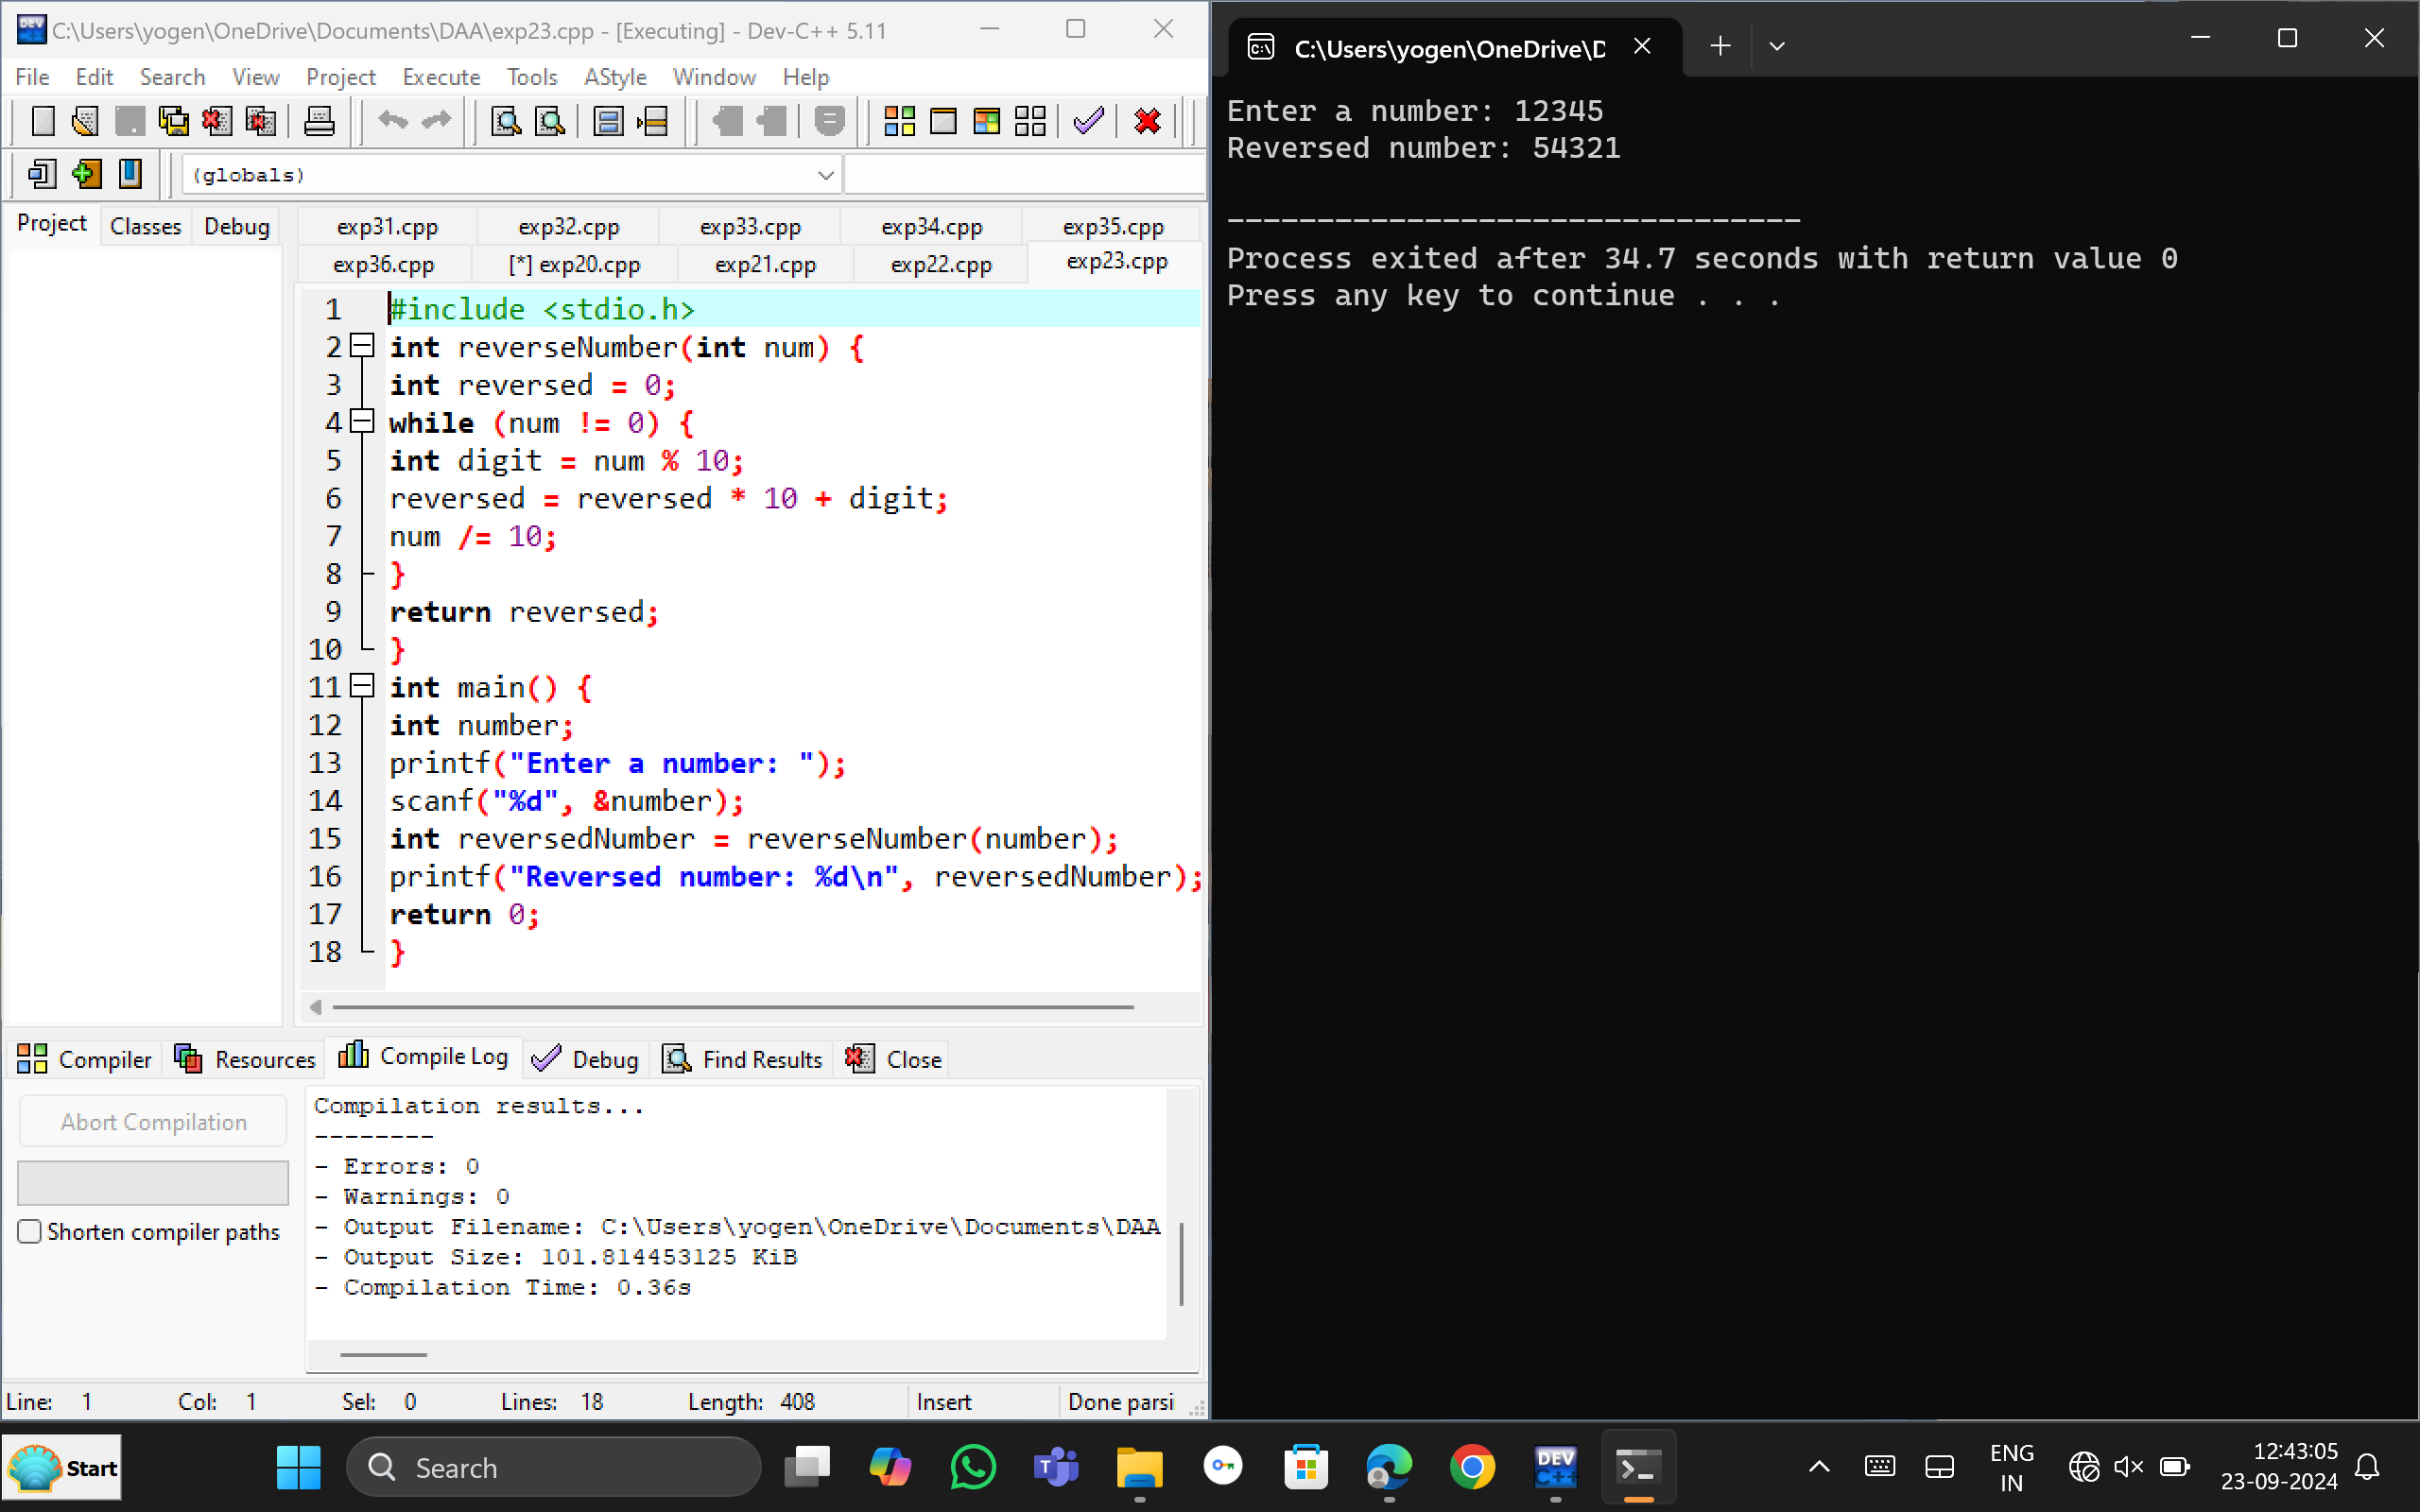 C:\Users\yogen\OneDrive\Documents\DAA\exp23.cpp - [Executing] - Dev-C++ 5.11
File Edit Search View Project Execute Tools AStyle Window Help
(globals)
Project Classes Debug
exp31.cpp exp32.cpp exp33.cpp exp34.cpp exp35.cpp
exp36.cpp [*] exp20.cpp exp21.cpp exp22.cpp exp23.cpp
1 #include <stdio.h>
2 int reverseNumber(int num) {
3 int reversed = 0;
4 while (num != 0) {
5 int digit = num % 10;
6 reversed = reversed * 10 + digit;
7 num /= 10;
8 }
9 return reversed;
10 }
11 int main() {
12 int number;
13 printf("Enter a number: ");
14 scanf("%d", &number);
15 int reversedNumber = reverseNumber(number);
16 printf("Reversed number: %d\n", reversedNumber);
17 return 0;
18 }
Compiler Resources Compile Log Debug Find Results Close
Abort Compilation
Shorten compiler paths
Compilation results...
--------
- Errors: 0
- Warnings: 0
- Output Filename: C:\Users\yogen\OneDrive\Documents\DAA
- Output Size: 101.814453125 KiB
- Compilation Time: 0.36s
Line: 1 Col: 1 Sel: 0 Lines: 18 Length: 408 Insert Done parsi
C:\Users\yogen\OneDrive\D
Enter a number: 12345
Reversed number: 54321
--------------------------------
Process exited after 34.7 seconds with return value 0
Press any key to continue . . .
Start
Search
DEV
C++
ENG
IN
12:43:05
23-09-2024